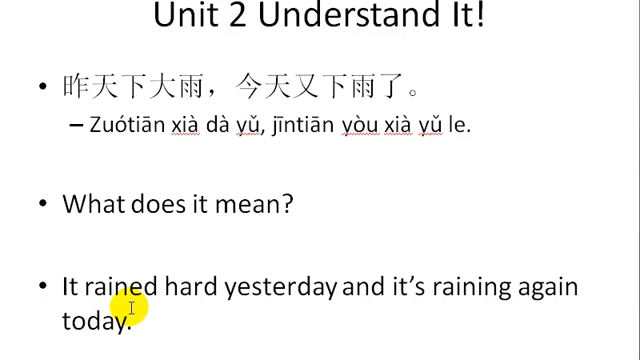 Unit 2 Understand It!
• 昨天下大雨，今天又下雨了。
– Zuótiān xià dà yǔ, jīntiān yòu xià yǔ le.
• What does it mean?
• It rained hard yesterday and it's raining again
today.